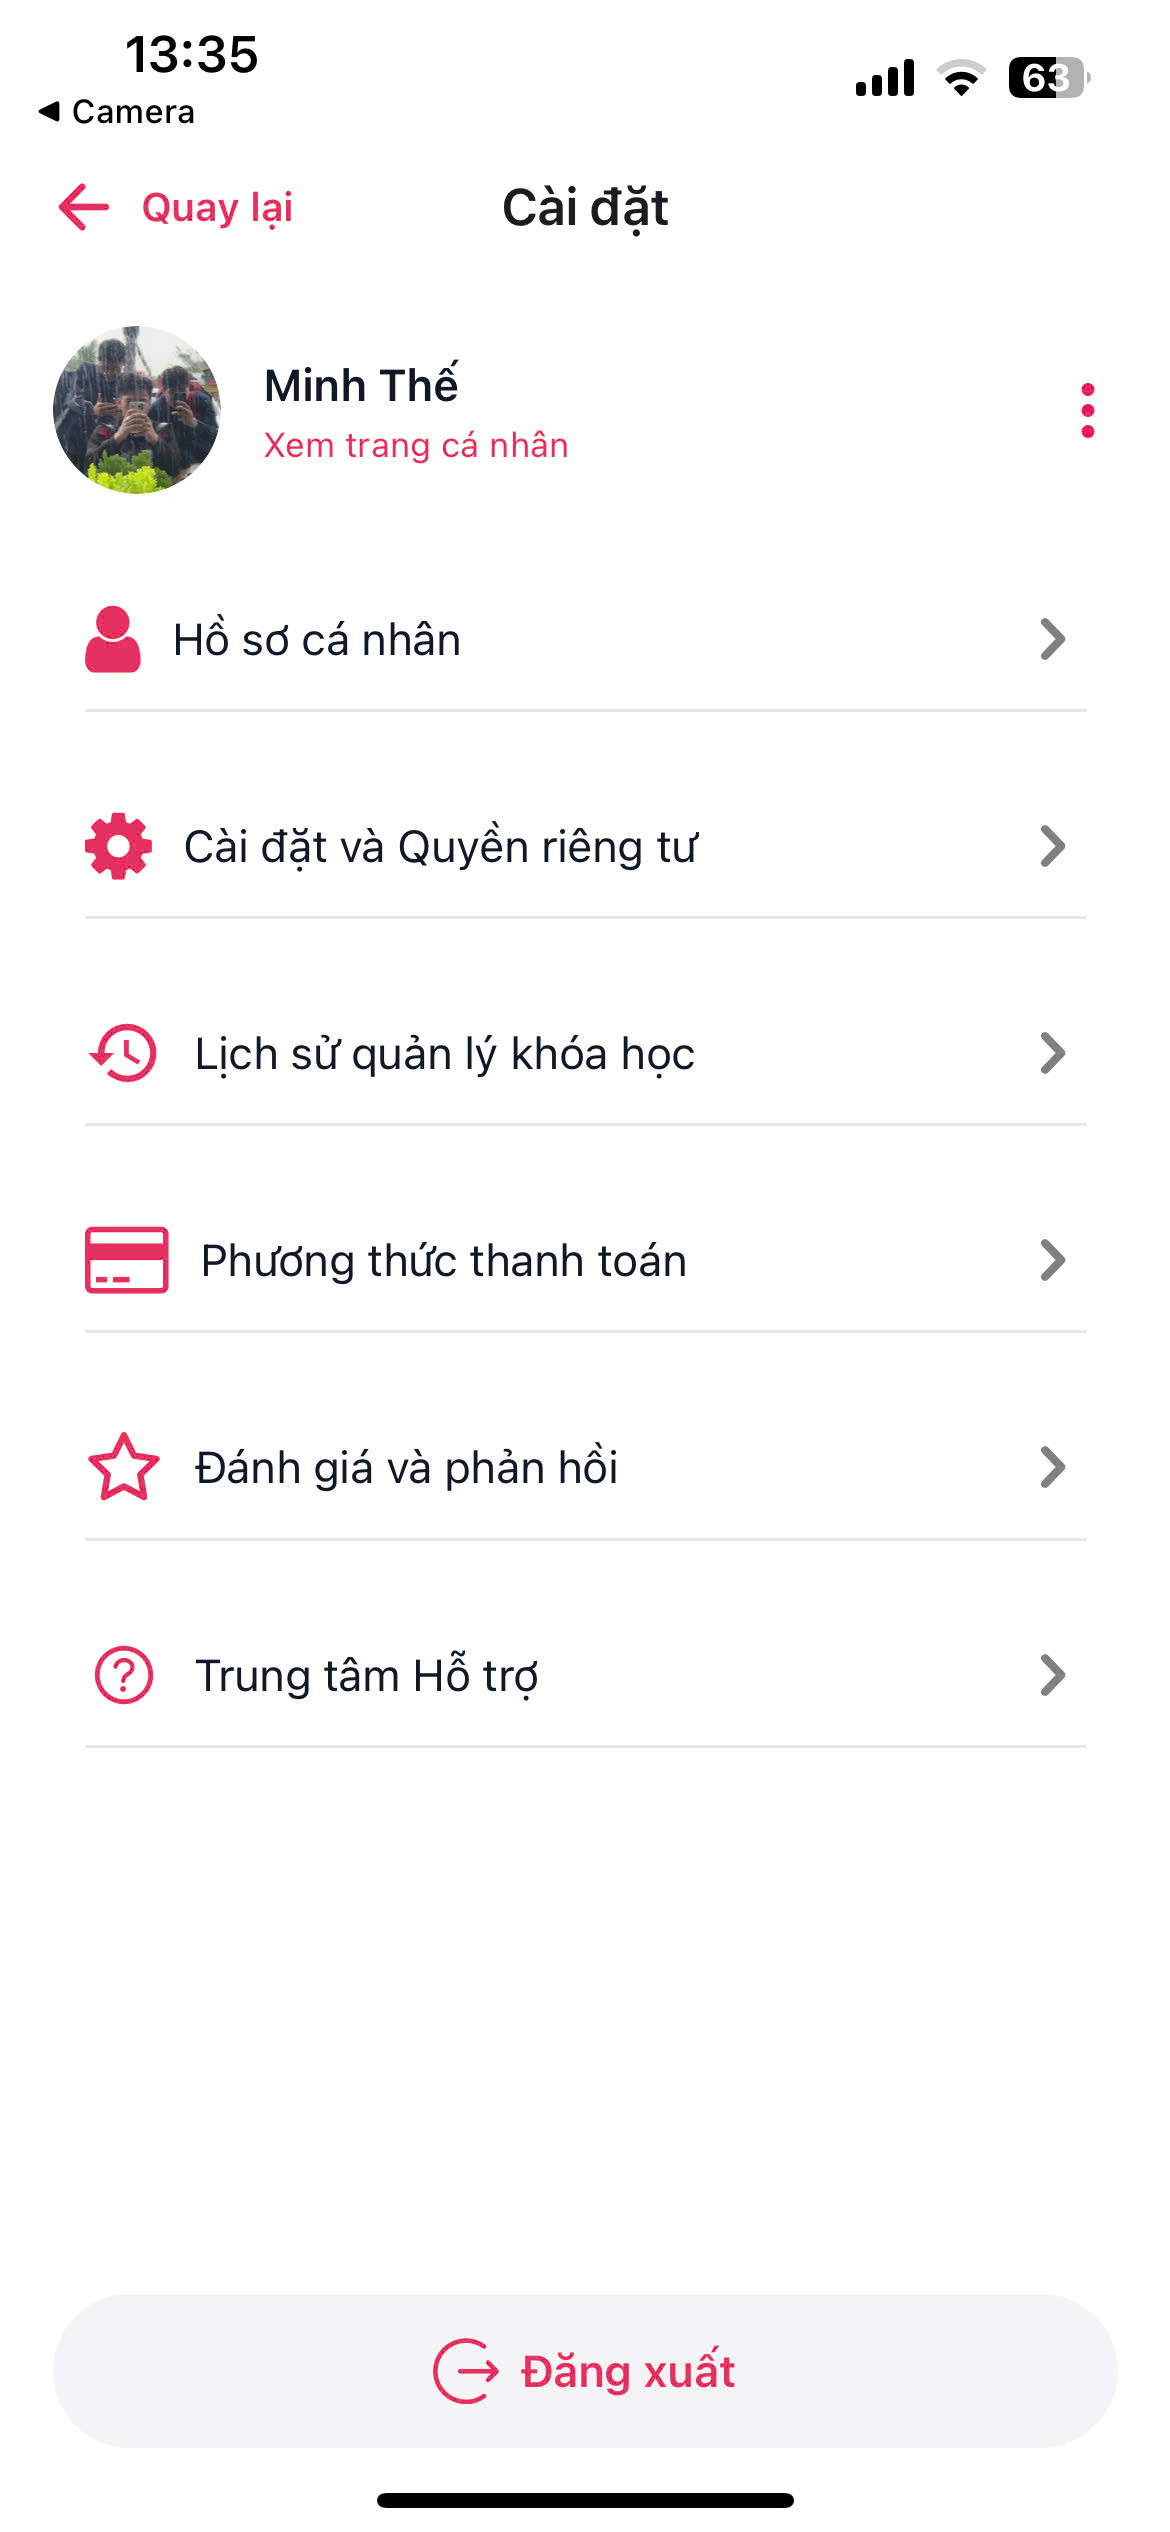 13:35
63
Camera
Quay lại
Cài đặt
Minh Thế
Xem trang cá nhân
Hồ sơ cá nhân
Cài đặt và Quyền riêng tư
Lịch sử quản lý khóa học
Phương thức thanh toán
Đánh giá và phản hồi
Trung tâm Hỗ trợ
Đăng xuất